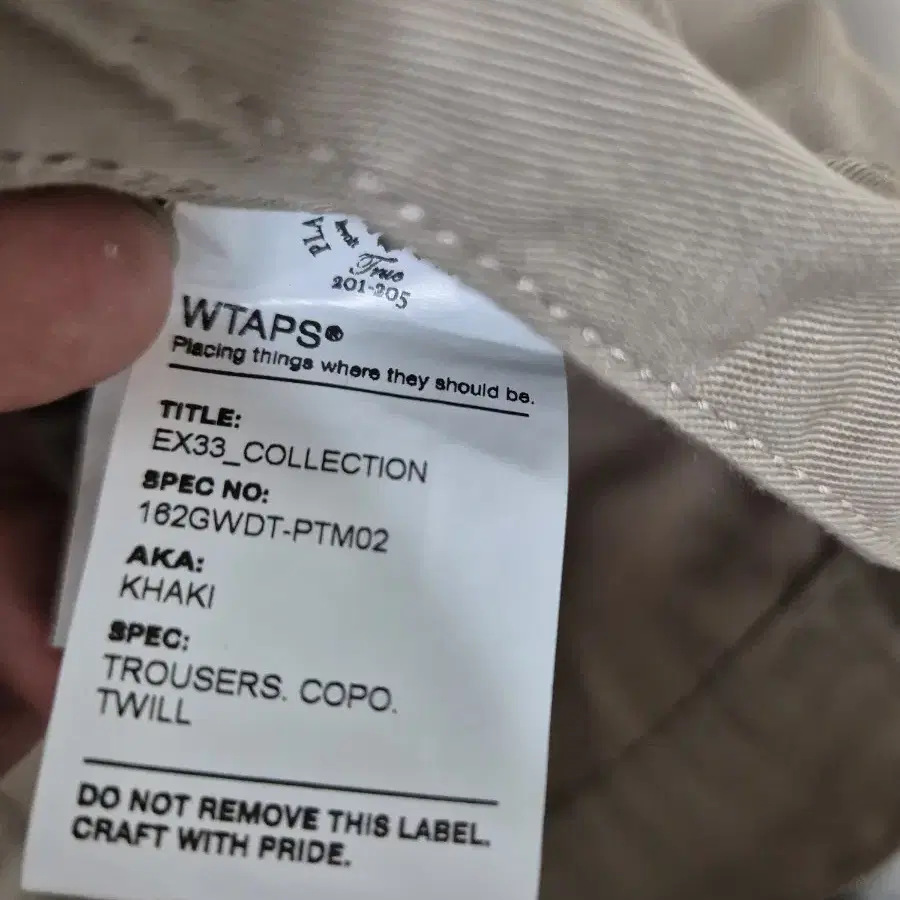 PLA
True
201-205
WTAPS®
Placing things where they should be.
TITLE:
EX33_COLLECTION
SPEC NO:
162GWDT-PTM02
AKA:
KHAKI
SPEC:
TROUSERS. COPO.
TWILL
DO NOT REMOVE THIS LABEL.
CRAFT WITH PRIDE.